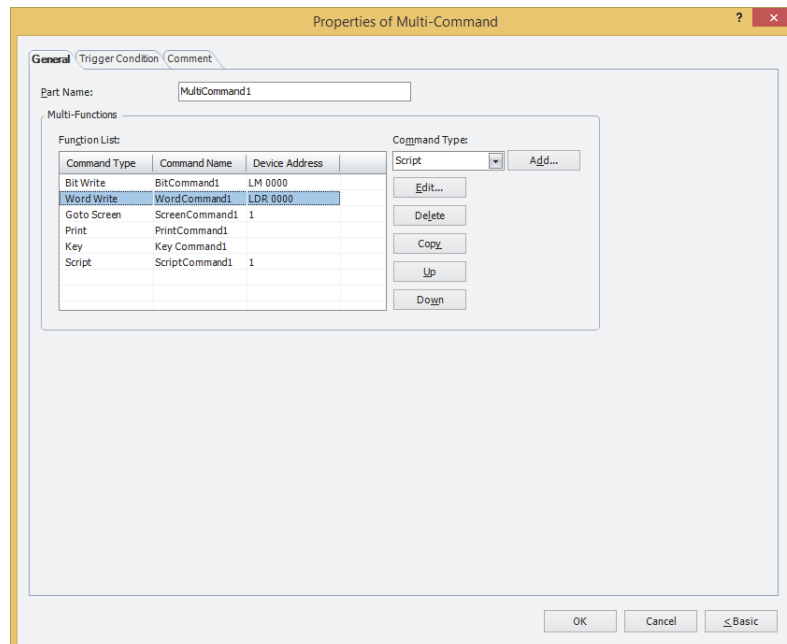 Properties of Multi-Command
? ×
General Trigger Condition Comment
Part Name: MultiCommand1
Multi-Functions
Function List: Command Type:
Command Type Command Name Device Address Script Add...
Bit Write BitCommand1 LM 0000
Word Write WordCommand1 LDR 0000
Goto Screen ScreenCommand1 1
Print PrintCommand1
Key Key Command1
Script ScriptCommand1 1
Edit...
Delete
Copy
Up
Down
OK Cancel <Basic